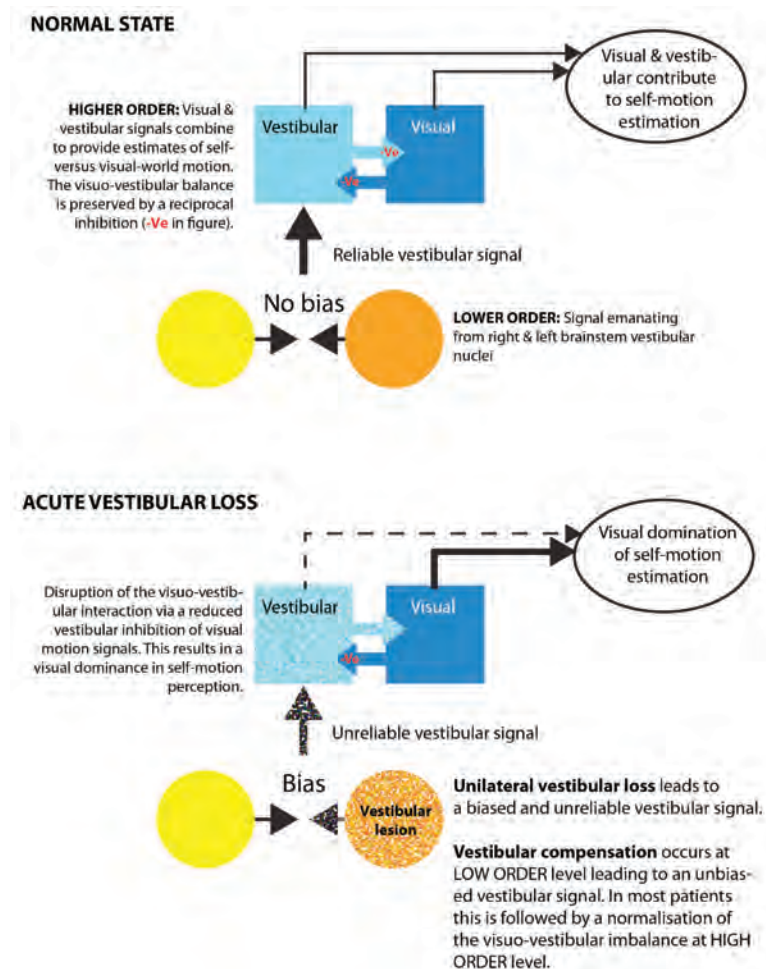 NORMAL STATE
Visual & vestib-
ular contribute
to self-motion
estimation
HIGHER ORDER: Visual &
vestibular signals combine
to provide estimates of self-
versus visual-world motion.
The visuo-vestibular balance
is preserved by a reciprocal
inhibition (-Ve in figure).
Vestibular
Visual
-Ve
-Ve
Reliable vestibular signal
No bias
LOWER ORDER: Signal emanating
from right & left brainstem vestibular
nuclei
ACUTE VESTIBULAR LOSS
Visual domination
of self-motion
estimation
Disruption of the visuo-vestib-
ular interaction via a reduced
vestibular inhibition of visual
motion signals. This results in a
visual dominance in self-motion
perception.
Vestibular
Visual
-Ve
Unreliable vestibular signal
Bias
Vestibular
lesion
Unilateral vestibular loss leads to
a biased and unreliable vestibular signal.
Vestibular compensation occurs at
LOW ORDER level leading to an unbias-
ed vestibular signal. In most patients
this is followed by a normalisation of
the visuo-vestibular imbalance at HIGH
ORDER level.